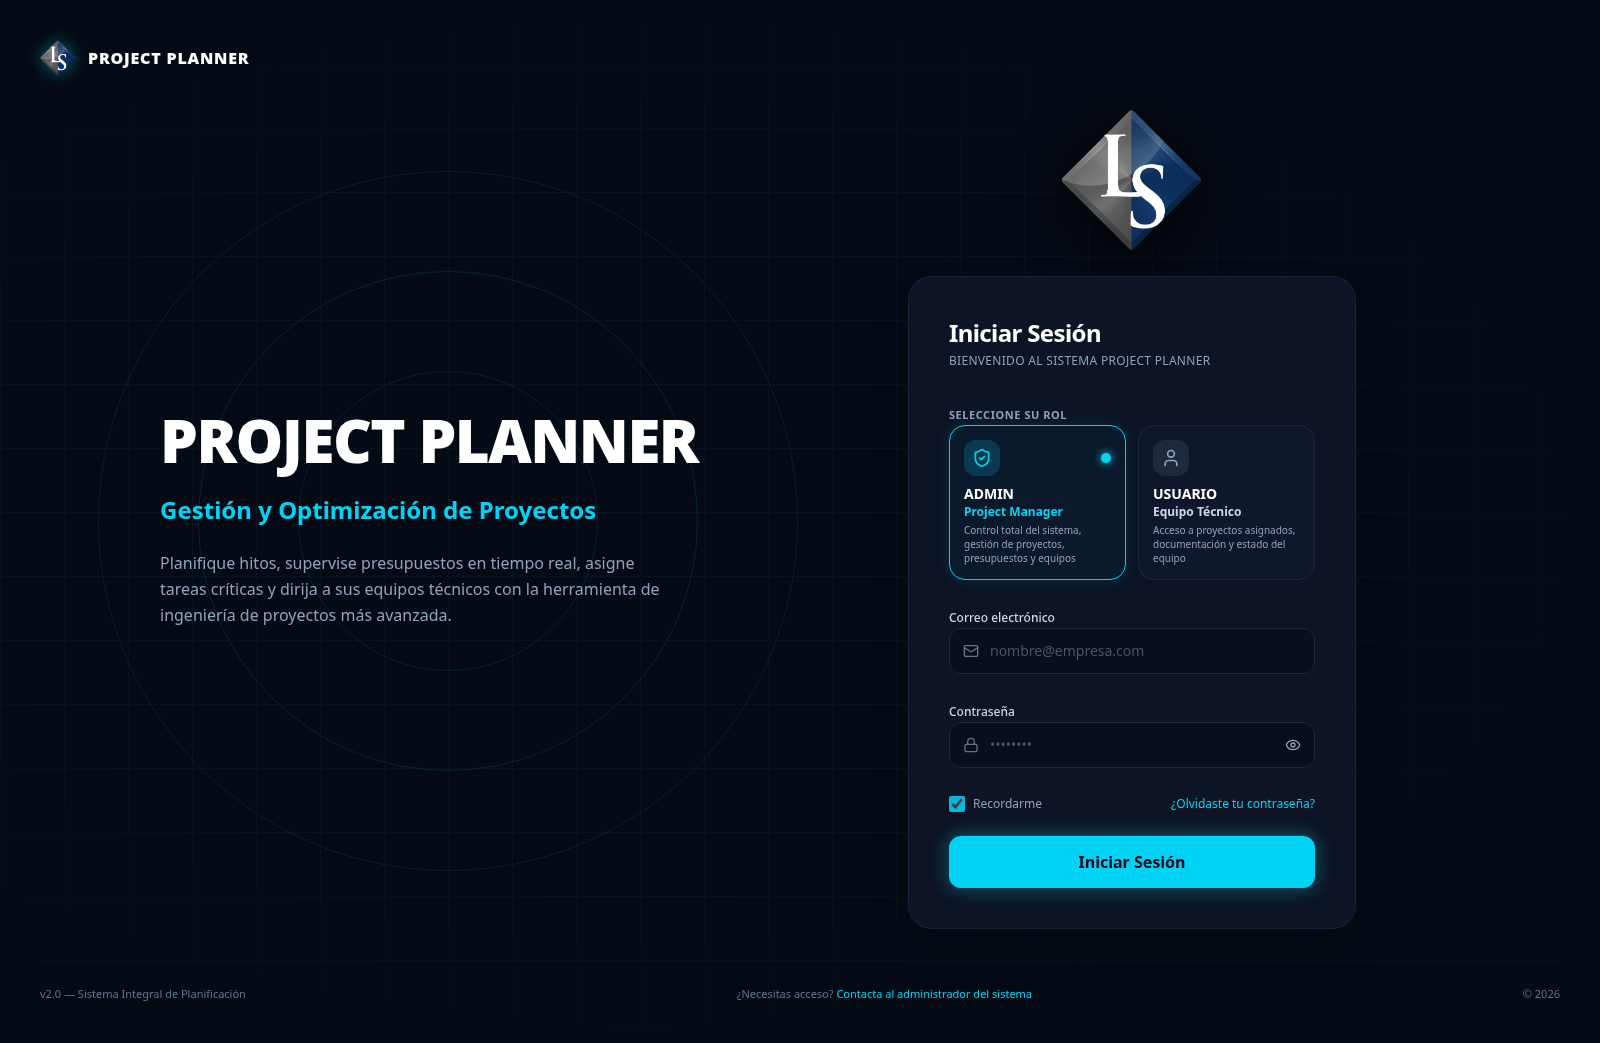 LS
PROJECT PLANNER
LS
PROJECT PLANNER
Gestión y Optimización de Proyectos
Planifique hitos, supervise presupuestos en tiempo real, asigne
tareas críticas y dirija a sus equipos técnicos con la herramienta de
ingeniería de proyectos más avanzada.
Iniciar Sesión
BIENVENIDO AL SISTEMA PROJECT PLANNER
SELECCIONE SU ROL
ADMIN
Project Manager
Control total del sistema,
gestión de proyectos,
presupuestos y equipos
USUARIO
Equipo Técnico
Acceso a proyectos asignados,
documentación y estado del
equipo
Correo electrónico
nombre@empresa.com
Contraseña
••••••••
Recordarme
¿Olvidaste tu contraseña?
Iniciar Sesión
v2.0 — Sistema Integral de Planificación
¿Necesitas acceso? Contacta al administrador del sistema
© 2026